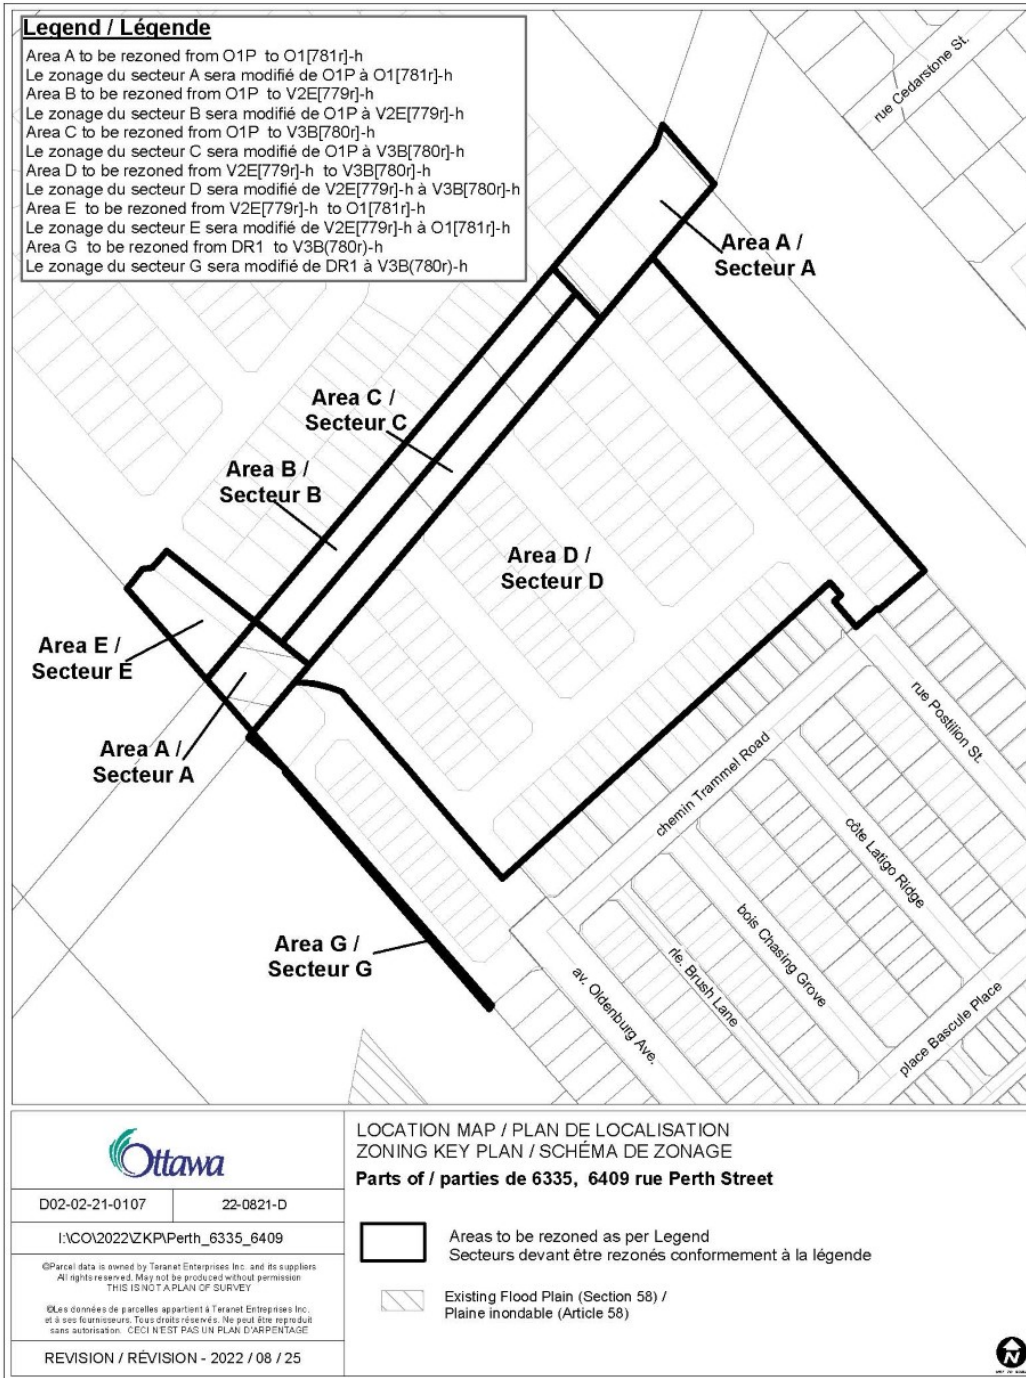 Legend / Légende
Area A to be rezoned from O1P to O1[781r]-h
Le zonage du secteur A sera modifié de O1P à O1[781r]-h
Area B to be rezoned from O1P to V2E[779r]-h
Le zonage du secteur B sera modifié de O1P à V2E[779r]-h
Area C to be rezoned from O1P to V3B[780r]-h
Le zonage du secteur C sera modifié de O1P à V3B[780r]-h
Area D to be rezoned from V2E[779r]-h to V3B[780r]-h
Le zonage du secteur D sera modifié de V2E[779r]-h à V3B[780r]-h
Area E to be rezoned from V2E[779r]-h to O1[781r]-h
Le zonage du secteur E sera modifié de V2E[779r]-h à O1[781r]-h
Area G to be rezoned from DR1 to V3B(780r)-h
Le zonage du secteur G sera modifié de DR1 à V3B(780r)-h
rue Cedarstone St.
Area A /
Secteur A
Area C /
Secteur C
Area B /
Secteur B
Area D /
Secteur D
Area E /
Secteur E
Area A /
Secteur A
Area G /
Secteur G
rue Postilion St.
chemin Trammel Road
côte Latigo Ridge
bois Chasing Grove
rle. Brush Lane
av. Oldenburg Ave.
place Bascule Place
Ottawa
D02-02-21-0107
22-0821-D
I:\CO\2022\ZKP\Perth_6335_6409
©Parcel data is owned by Teranet Enterprises Inc. and its suppliers
All rights reserved. May not be produced without permission
THIS IS NOT A PLAN OF SURVEY
©Les données de parcelles appartient à Teranet Entreprises Inc.
et à ses fournisseurs. Tous droits réservés. Ne peut être reproduit
sans autorisation. CECI N'EST PAS UN PLAN D'ARPENTAGE
REVISION / RÉVISION - 2022 / 08 / 25
LOCATION MAP / PLAN DE LOCALISATION
ZONING KEY PLAN / SCHÉMA DE ZONAGE
Parts of / parties de 6335, 6409 rue Perth Street
Areas to be rezoned as per Legend
Secteurs devant être rezonés conformement à la légende
Existing Flood Plain (Section 58) /
Plaine inondable (Article 58)
N